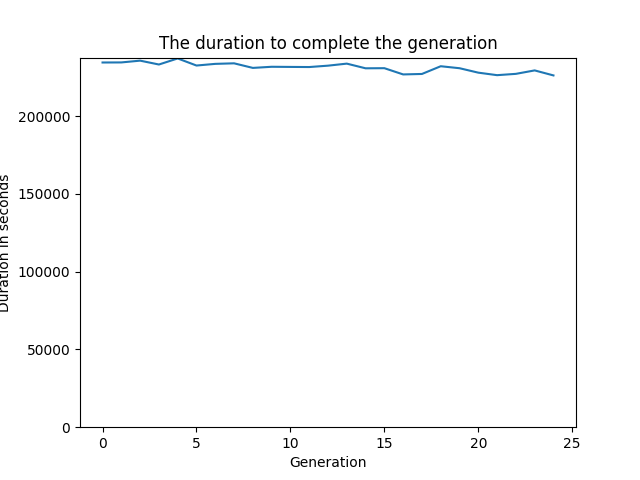 The duration to complete the generation
200000
150000
100000
50000
0
Duration in seconds
0 5 10 15 20 25
Generation